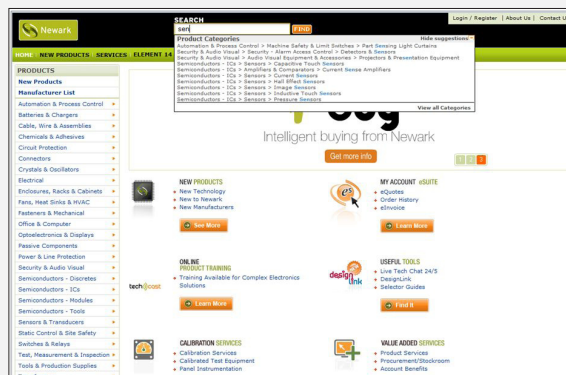 Newark
SEARCH
sen
FIND
Login / Register | About Us | Contact U
HOME NEW PRODUCTS SERVICES ELEMENT 14
Product Categories
Hide suggestions
Automation & Process Control > Machine Safety & Limit Switches > Part Sensing Light Curtains
Security & Audio Visual > Security - Alarm Access Control > Detectors & Sensors
Security & Audio Visual > Audio Visual Equipment & Accessories > Projectors & Presentation Equipment
Semiconductors - ICs > Sensors > Capacitive Touch Sensors
Semiconductors - ICs > Amplifiers & Comparators > Current Sense Amplifiers
Semiconductors - ICs > Sensors > Current Sensors
Semiconductors - ICs > Sensors > Hall Effect Sensors
Semiconductors - ICs > Sensors > Image Sensors
Semiconductors - ICs > Sensors > Inductive Touch Sensors
Semiconductors - ICs > Sensors > Pressure Sensors
View all Categories
PRODUCTS
New Products
Manufacturer List
Automation & Process Control
Batteries & Chargers
Cable, Wire & Assemblies
Chemicals & Adhesives
Circuit Protection
Connectors
Crystals & Oscillators
Electrical
Enclosures, Racks & Cabinets
Fans, Heat Sinks & HVAC
Fasteners & Mechanical
Office & Computer
Optoelectronics & Displays
Passive Components
Power & Line Protection
Security & Audio Visual
Semiconductors - Discretes
Semiconductors - ICs
Semiconductors - Modules
Semiconductors - Tools
Sensors & Transducers
Static Control & Site Safety
Switches & Relays
Test, Measurement & Inspection
Tools & Production Supplies
Intelligent buying from Newark
Get more info
1 2 3
NEW PRODUCTS
New Technology
New to Newark
New Manufacturers
See More
es
MY ACCOUNT eSUITE
eQuotes
Order History
eInvoice
Learn More
techcast
ONLINE
PRODUCT TRAINING
Training Available for Complex Electronics
Solutions
Learn More
designlink
USEFUL TOOLS
Live Tech Chat 24/5
DesignLink
Selector Guides
Find It
CALIBRATION SERVICES
Calibration Services
Calibrated Test Equipment
Panel Instrumentation
VALUE ADDED SERVICES
Product Services
Procurement/Stockroom
Account Benefits